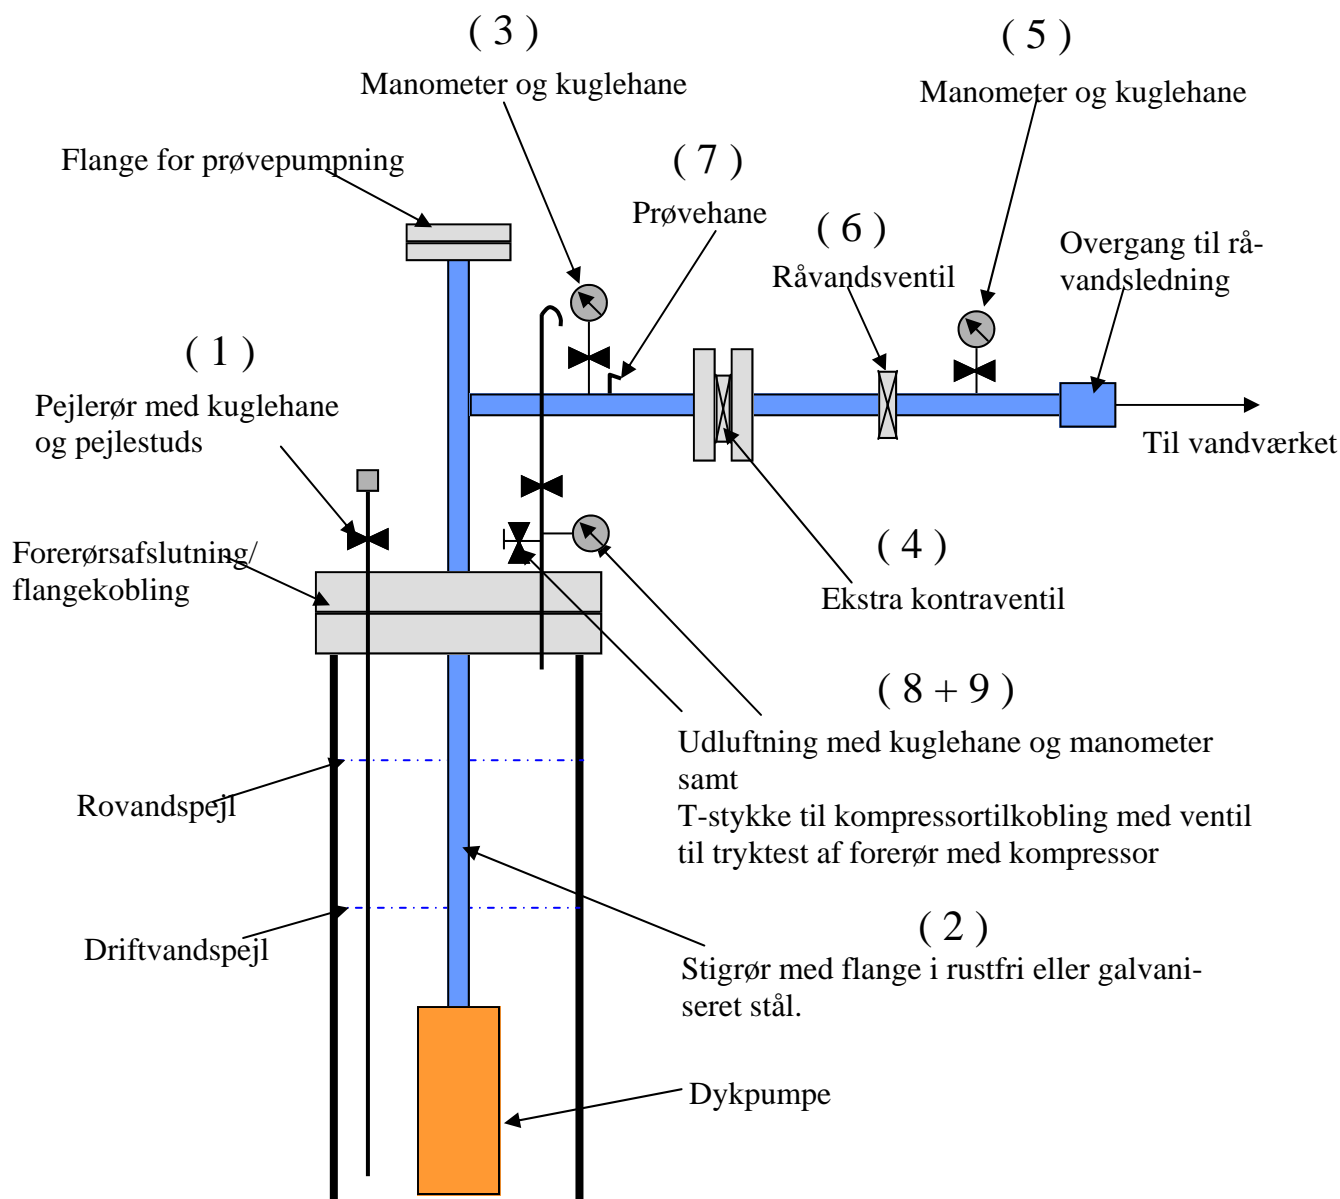 ( 3 )
Manometer og kuglehane
( 5 )
Manometer og kuglehane
Flange for prøvepumpning
( 7 )
Prøvehane
( 6 )
Råvandsventil
Overgang til rå-
vandsledning
( 1 )
Pejlerør med kuglehane
og pejlestuds
Til vandværket
Forerørsafslutning/
flangekobling
( 4 )
Ekstra kontraventil
( 8 + 9 )
Udluftning med kuglehane og manometer
samt
T-stykke til kompressortilkobling med ventil
til tryktest af forerør med kompressor
Rovandspejl
Driftvandspejl
( 2 )
Stigrør med flange i rustfri eller galvani-
seret stål.
Dykpumpe